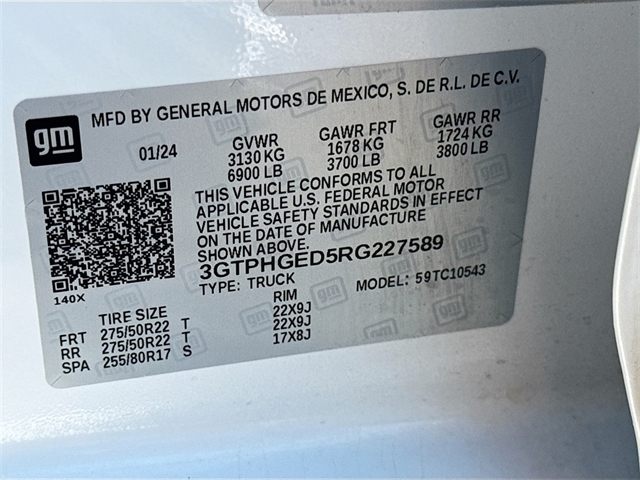 gm
MFD BY GENERAL MOTORS DE MEXICO, S. DE R.L. DE C.V.
01/24 GVWR GAWR FRT GAWR RR
3130 KG 1678 KG 1724 KG
6900 LB 3700 LB 3800 LB
THIS VEHICLE CONFORMS TO ALL
APPLICABLE U.S. FEDERAL MOTOR
VEHICLE SAFETY STANDARDS IN EFFECT
ON THE DATE OF MANUFACTURE
SHOWN ABOVE.
3GTPHGED5RG227589
TYPE: TRUCK MODEL: 59TC10543
140X
TIRE SIZE RIM
FRT 275/50R22 T 22X9J
RR 275/50R22 T 22X9J
SPA 255/80R17 S 17X8J